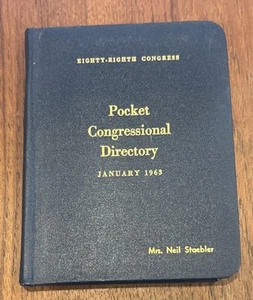 EIGHTY-EIGHTH CONGRESS
Pocket
Congressional
Directory
JANUARY 1963
Mrs. Neil Staebler